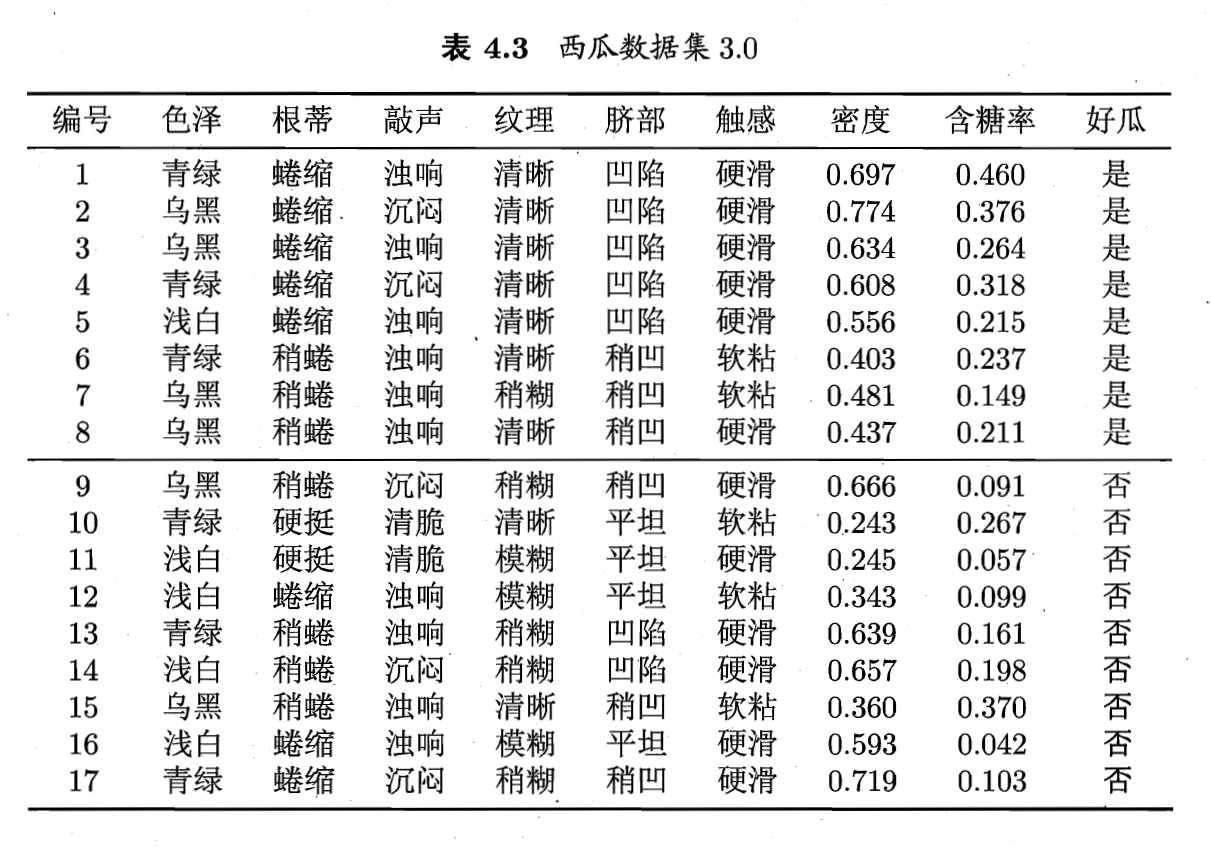 表 4.3 西瓜数据集 3.0
编号 色泽 根蒂 敲声 纹理 脐部 触感 密度 含糖率 好瓜
1 青绿 蜷缩 浊响 清晰 凹陷 硬滑 0.697 0.460 是
2 乌黑 蜷缩 沉闷 清晰 凹陷 硬滑 0.774 0.376 是
3 乌黑 蜷缩 浊响 清晰 凹陷 硬滑 0.634 0.264 是
4 青绿 蜷缩 沉闷 清晰 凹陷 硬滑 0.608 0.318 是
5 浅白 蜷缩 浊响 清晰 凹陷 硬滑 0.556 0.215 是
6 青绿 稍蜷 浊响 清晰 稍凹 软粘 0.403 0.237 是
7 乌黑 稍蜷 浊响 稍糊 稍凹 软粘 0.481 0.149 是
8 乌黑 稍蜷 浊响 清晰 稍凹 硬滑 0.437 0.211 是
9 乌黑 稍蜷 沉闷 稍糊 稍凹 硬滑 0.666 0.091 否
10 青绿 硬挺 清脆 清晰 平坦 软粘 0.243 0.267 否
11 浅白 硬挺 清脆 模糊 平坦 硬滑 0.245 0.057 否
12 浅白 蜷缩 浊响 模糊 平坦 软粘 0.343 0.099 否
13 青绿 稍蜷 浊响 稍糊 凹陷 硬滑 0.639 0.161 否
14 浅白 稍蜷 沉闷 稍糊 凹陷 硬滑 0.657 0.198 否
15 乌黑 稍蜷 浊响 清晰 稍凹 软粘 0.360 0.370 否
16 浅白 蜷缩 浊响 模糊 平坦 硬滑 0.593 0.042 否
17 青绿 蜷缩 沉闷 稍糊 稍凹 硬滑 0.719 0.103 否